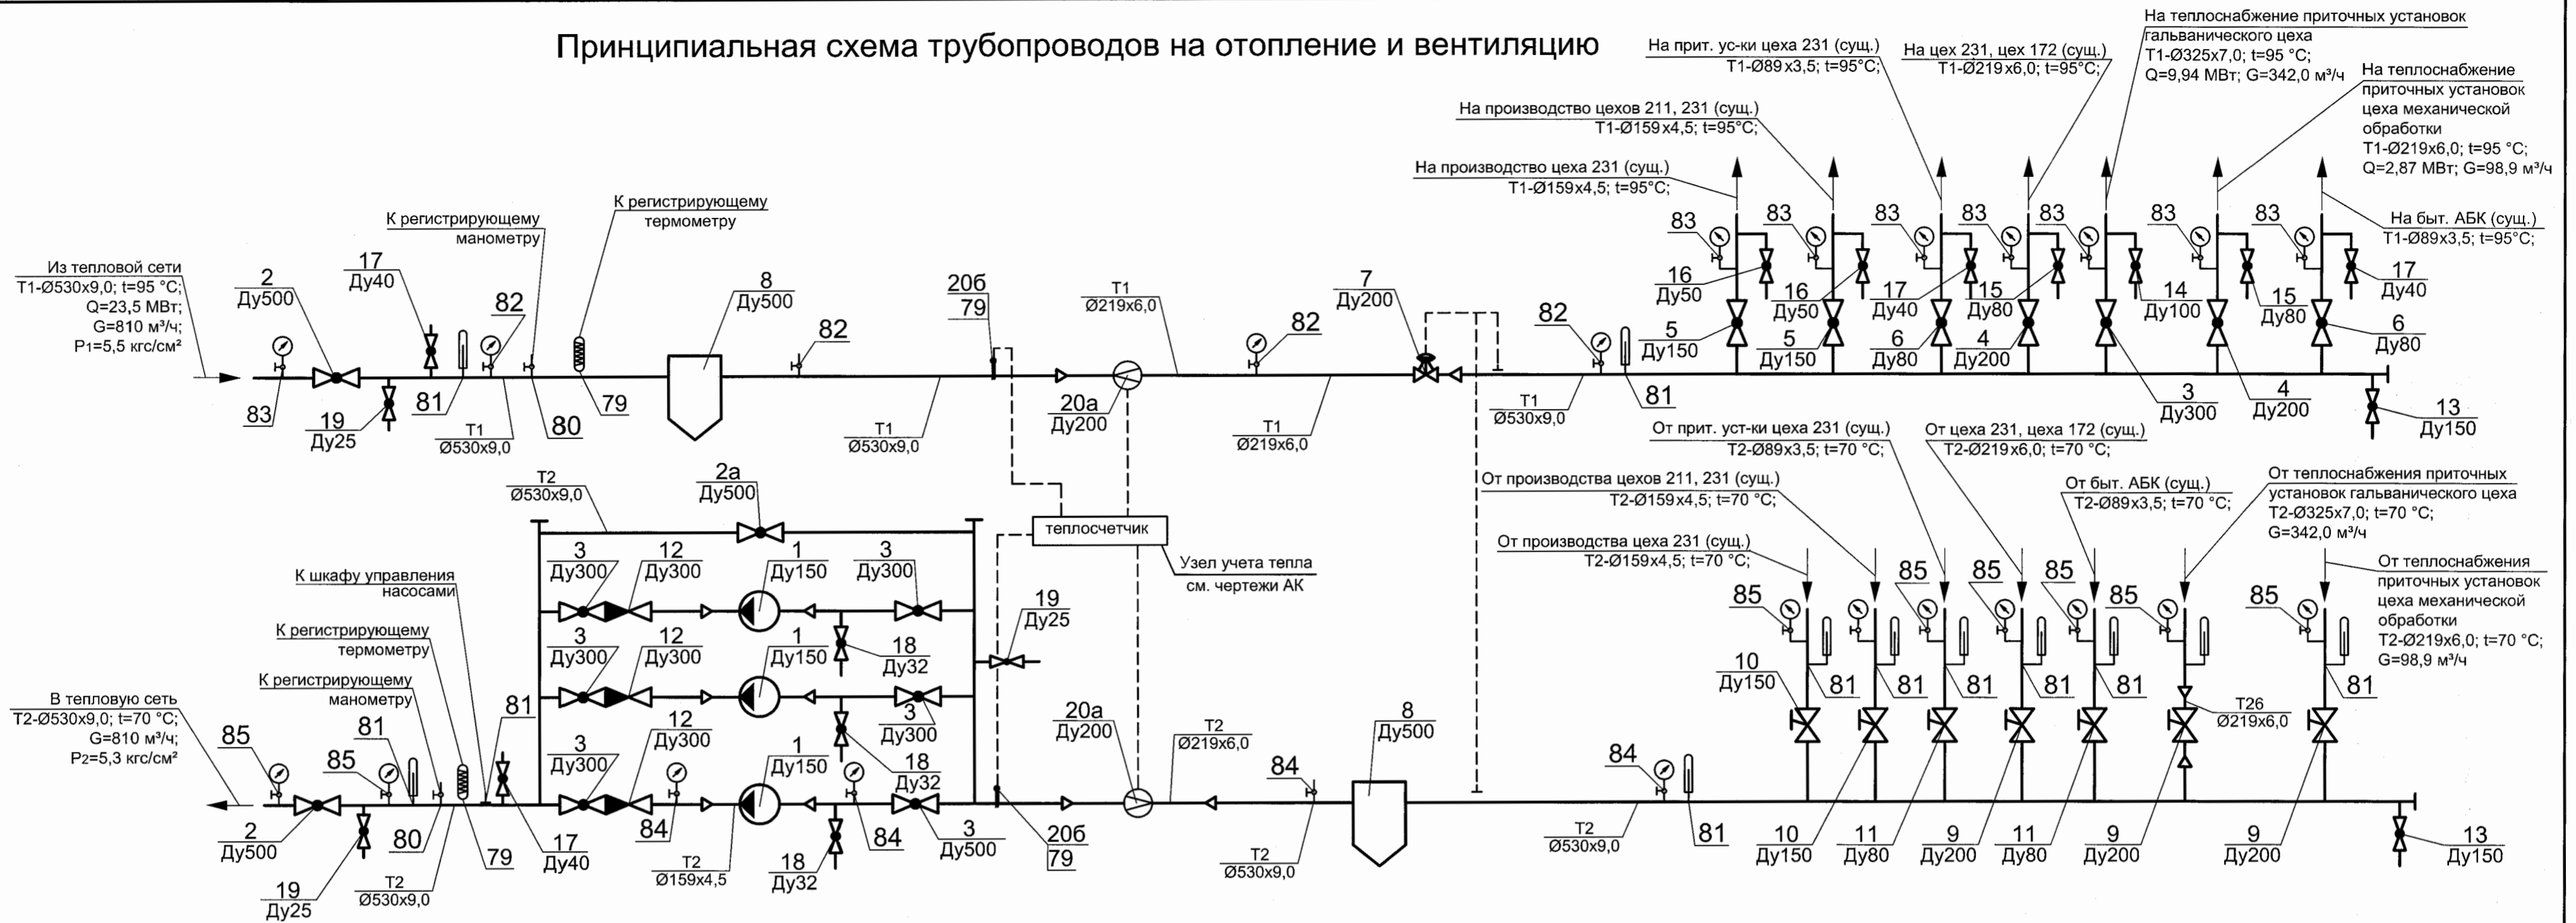 Принципиальная схема трубопроводов на отопление и вентиляцию
На теплоснабжение приточных установок
гальванического цеха
Т1-Ø325х7,0; t=95 °С;
Q=9,94 МВт; G=342,0 м³/ч
На прит. ус-ки цеха 231 (сущ.)
Т1-Ø89х3,5; t=95°С;
На цех 231, цех 172 (сущ.)
Т1-Ø219х6,0; t=95°С;
На теплоснабжение
приточных установок
цеха механической
обработки
Т1-Ø219х6,0; t=95 °С;
Q=2,87 МВт; G=98,9 м³/ч
На производство цехов 211, 231 (сущ.)
Т1-Ø159х4,5; t=95°С;
На производство цеха 231 (сущ.)
Т1-Ø159х4,5; t=95°С;
На быт. АБК (сущ.)
Т1-Ø89х3,5; t=95°С;
К регистрирующему
термометру
К регистрирующему
манометру
Из тепловой сети
Т1-Ø530х9,0; t=95 °С;
Q=23,5 МВт;
G=810 м³/ч;
P1=5,5 кгс/см²
2
Ду500
17
Ду40
82
8
Ду500
82
20б
79
Т1
Ø219х6,0
82
7
Ду200
82
83
83
83
83
83
83
83
16
Ду50
16
Ду50
17
Ду40
15
Ду80
14
Ду100
15
Ду80
17
Ду40
5
Ду150
5
Ду150
6
Ду80
4
Ду200
3
Ду300
4
Ду200
6
Ду80
13
Ду150
83
19
Ду25
81
Т1
Ø530х9,0
80
79
Т1
Ø530х9,0
20а
Ду200
Т1
Ø219х6,0
Т1
Ø530х9,0
81
От прит. уст-ки цеха 231 (сущ.)
Т2-Ø89х3,5; t=70 °С;
От цеха 231, цеха 172 (сущ.)
Т2-Ø219х6,0; t=70 °С;
От производства цехов 211, 231 (сущ.)
Т2-Ø159х4,5; t=70 °С;
От быт. АБК (сущ.)
Т2-Ø89х3,5; t=70 °С;
От теплоснабжения приточных
установок гальванического цеха
Т2-Ø325х7,0; t=70 °С;
G=342,0 м³/ч
От производства цеха 231 (сущ.)
Т2-Ø159х4,5; t=70 °С;
От теплоснабжения
приточных установок
цеха механической
обработки
Т2-Ø219х6,0; t=70 °С;
G=98,9 м³/ч
Т2
Ø530х9,0
2а
Ду500
теплосчетчик
Узел учета тепла
см. чертежи АК
3
Ду300
12
Ду300
1
Ду150
3
Ду300
К шкафу управления
насосами
К регистрирующему
термометру
К регистрирующему
манометру
3
Ду300
12
Ду300
1
Ду150
18
Ду32
19
Ду25
3
Ду300
В тепловую сеть
Т2-Ø530х9,0; t=70 °С;
G=810 м³/ч;
P2=5,3 кгс/см²
85
85
81
81
3
Ду300
12
Ду300
1
Ду150
18
Ду32
20а
Ду200
Т2
Ø219х6,0
84
8
Ду500
84
85
85
85
85
85
85
10
Ду150
81
81
81
81
81
81
Т26
Ø219х6,0
2
Ду500
19
Ду25
80
Т2
Ø530х9,0
79
17
Ду40
84
Т2
Ø159х4,5
18
Ду32
84
3
Ду500
20б
79
Т2
Ø530х9,0
Т2
Ø530х9,0
81
10
Ду150
11
Ду80
9
Ду200
11
Ду80
9
Ду200
9
Ду200
13
Ду150